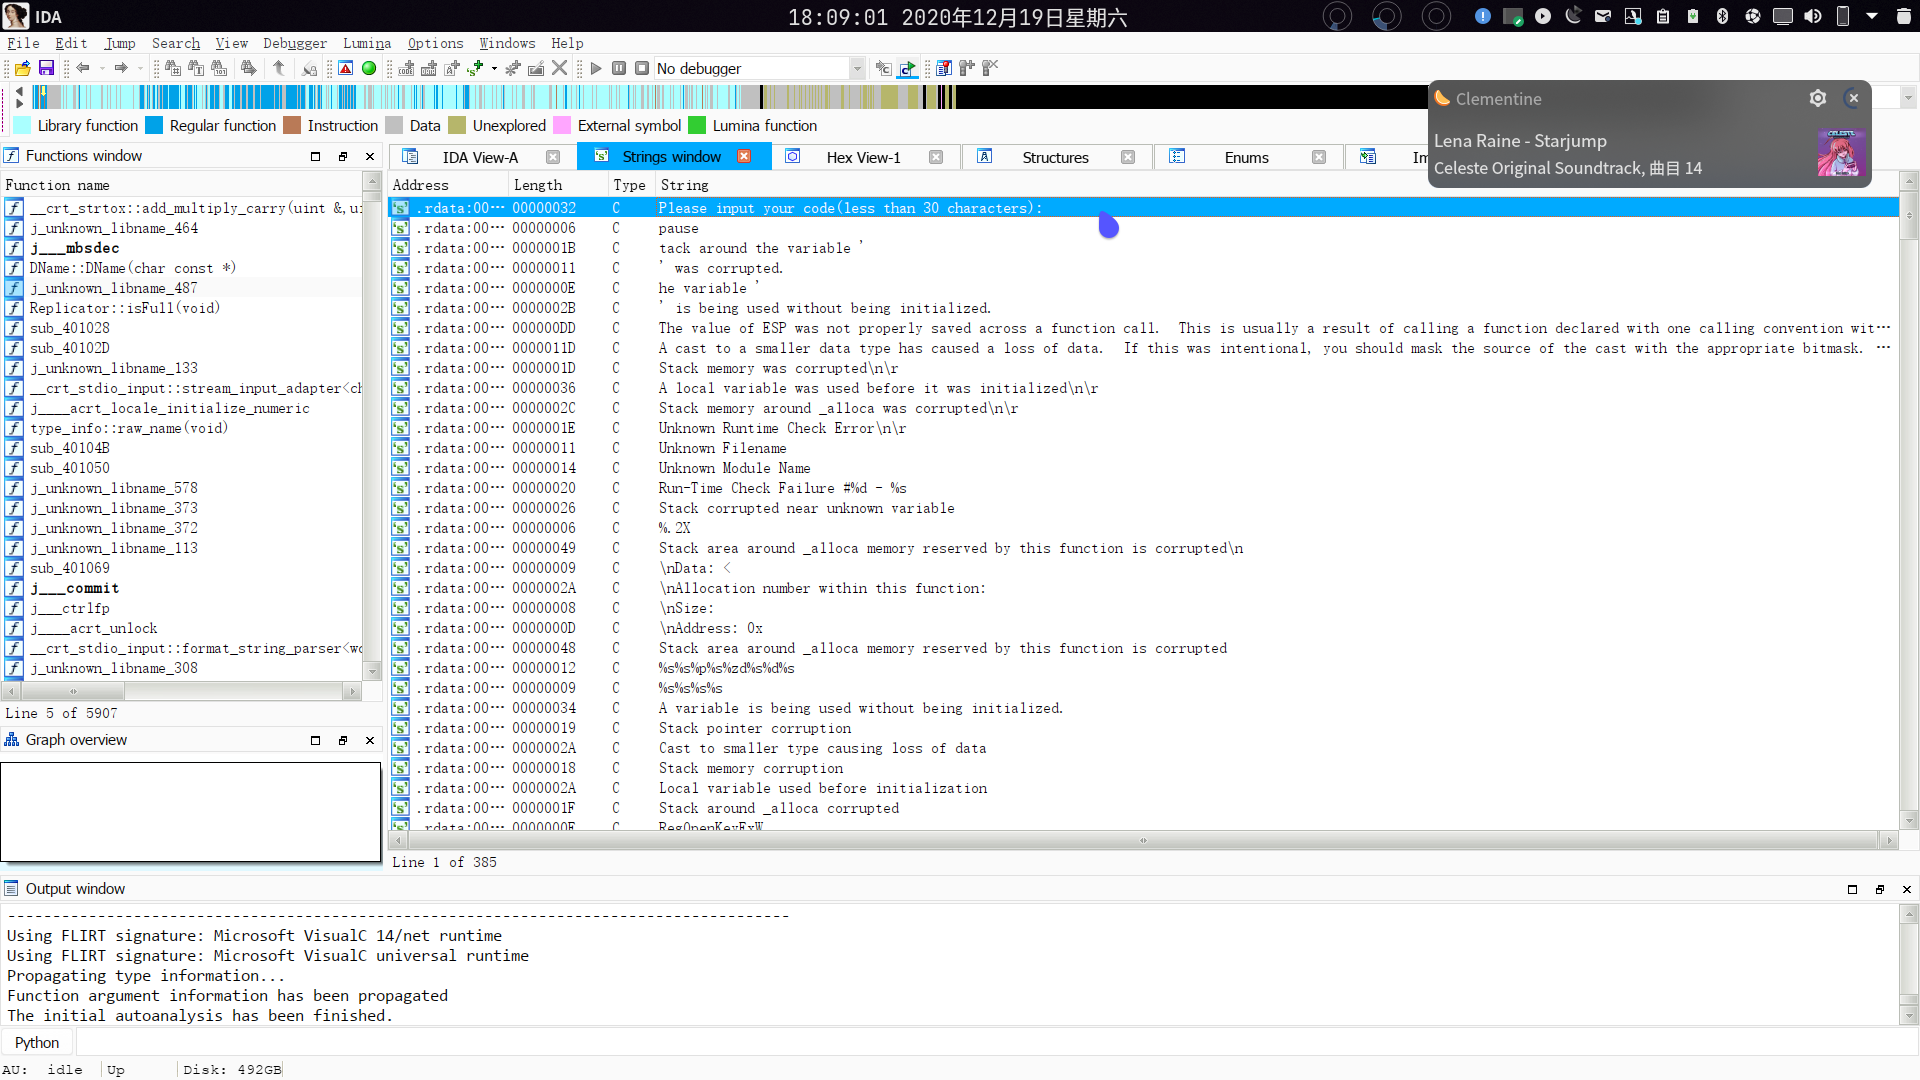 IDA
18:09:01 2020年12月19日星期六
File Edit Jump Search View Debugger Lumina Options Windows Help
No debugger
Library function Regular function Instruction Data Unexplored External symbol Lumina function
Clementine
Lena Raine - Starjump
Celeste Original Soundtrack, 曲目 14
CELESTE
Functions window
Function name
__crt_strtox::add_multiply_carry(uint &,ui
j_unknown_libname_464
j___mbsdec
DName::DName(char const *)
j_unknown_libname_487
Replicator::isFull(void)
sub_401028
sub_40102D
j_unknown_libname_133
__crt_stdio_input::stream_input_adapter<ch
j____acrt_locale_initialize_numeric
type_info::raw_name(void)
sub_40104B
sub_401050
j_unknown_libname_578
j_unknown_libname_373
j_unknown_libname_372
j_unknown_libname_113
sub_401069
j___commit
j___ctrlfp
j____acrt_unlock
__crt_stdio_input::format_string_parser<wc
j_unknown_libname_308
Line 5 of 5907
Graph overview
IDA View-A Strings window Hex View-1 Structures Enums Im
Address Length Type String
.rdata:00… 00000032 C Please input your code(less than 30 characters):
.rdata:00… 00000006 C pause
.rdata:00… 0000001B C tack around the variable '
.rdata:00… 00000011 C ' was corrupted.
.rdata:00… 0000000E C he variable '
.rdata:00… 0000002B C ' is being used without being initialized.
.rdata:00… 000000DD C The value of ESP was not properly saved across a function call.  This is usually a result of calling a function declared with one calling convention wit…
.rdata:00… 0000011D C A cast to a smaller data type has caused a loss of data.  If this was intentional, you should mask the source of the cast with the appropriate bitmask. …
.rdata:00… 0000001D C Stack memory was corrupted\n\r
.rdata:00… 00000036 C A local variable was used before it was initialized\n\r
.rdata:00… 0000002C C Stack memory around _alloca was corrupted\n\r
.rdata:00… 0000001E C Unknown Runtime Check Error\n\r
.rdata:00… 00000011 C Unknown Filename
.rdata:00… 00000014 C Unknown Module Name
.rdata:00… 00000020 C Run-Time Check Failure #%d - %s
.rdata:00… 00000026 C Stack corrupted near unknown variable
.rdata:00… 00000006 C %.2X
.rdata:00… 00000049 C Stack area around _alloca memory reserved by this function is corrupted\n
.rdata:00… 00000009 C \nData: <
.rdata:00… 0000002A C \nAllocation number within this function:
.rdata:00… 00000008 C \nSize:
.rdata:00… 0000000D C \nAddress: 0x
.rdata:00… 00000048 C Stack area around _alloca memory reserved by this function is corrupted
.rdata:00… 00000012 C %s%s%p%s%zd%s%d%s
.rdata:00… 00000009 C %s%s%s%s
.rdata:00… 00000034 C A variable is being used without being initialized.
.rdata:00… 00000019 C Stack pointer corruption
.rdata:00… 0000002A C Cast to smaller type causing loss of data
.rdata:00… 00000018 C Stack memory corruption
.rdata:00… 0000002A C Local variable used before initialization
.rdata:00… 0000001F C Stack around _alloca corrupted
.rdata:00… 0000000E C RegOpenKeyExW
Line 1 of 385
Output window
---------------------------------------------------------------------------------------
Using FLIRT signature: Microsoft VisualC 14/net runtime
Using FLIRT signature: Microsoft VisualC universal runtime
Propagating type information...
Function argument information has been propagated
The initial autoanalysis has been finished.
Python
AU: idle Up Disk: 492GB